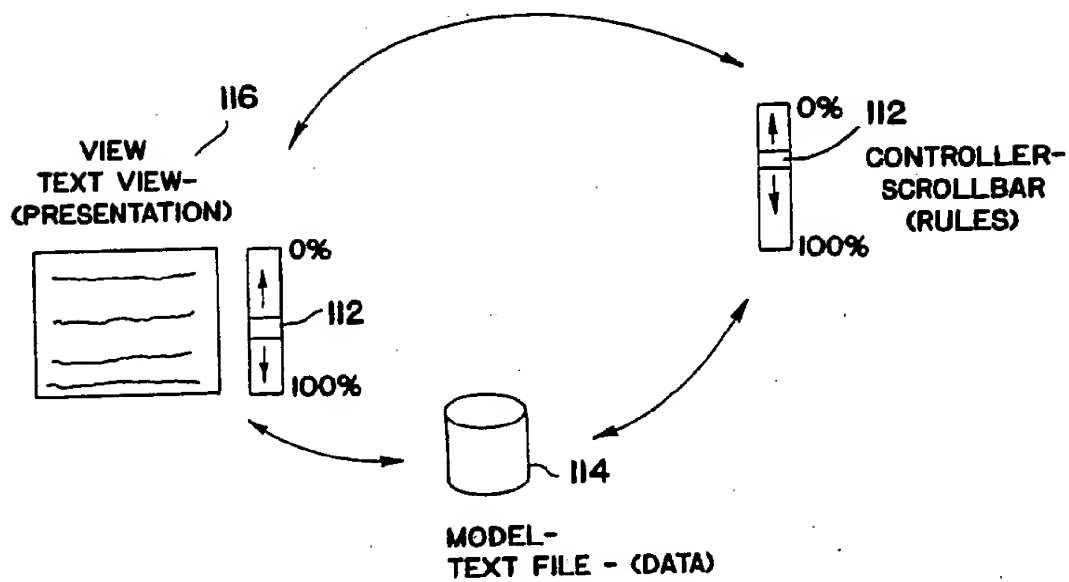 116
VIEW
TEXT VIEW-
(PRESENTATION)
0%
112
100%
0%
112
CONTROLLER-
SCROLLBAR
(RULES)
100%
114
MODEL-
TEXT FILE - (DATA)